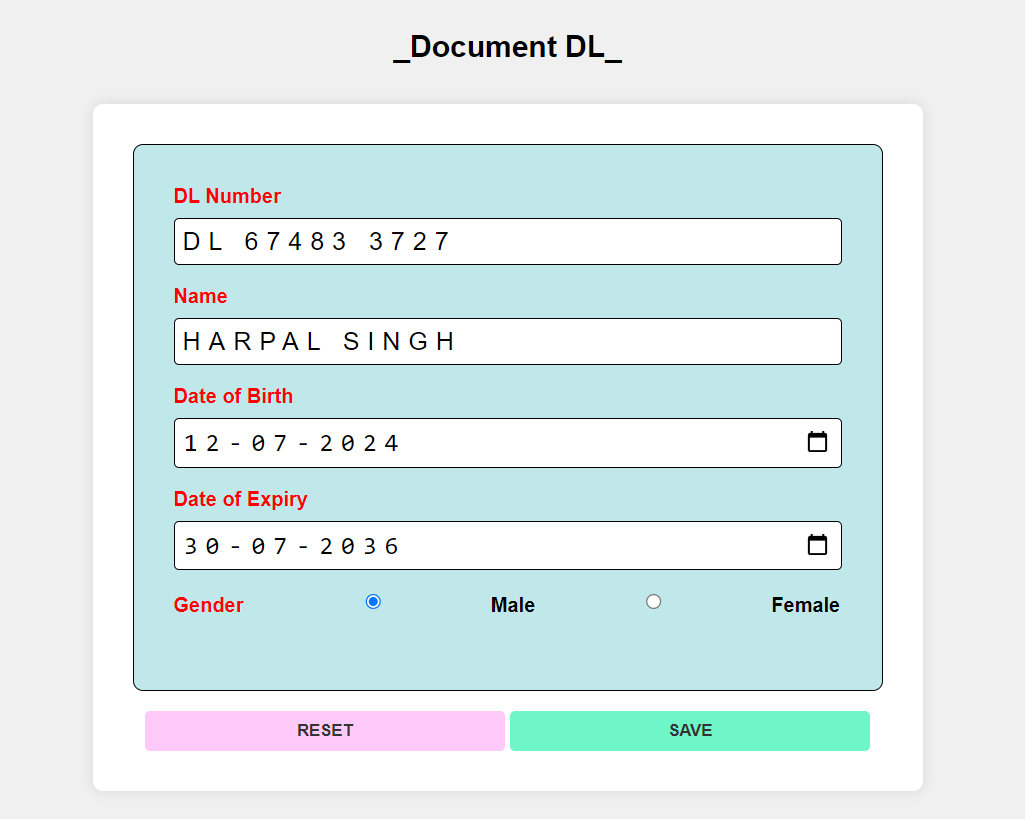 _Document DL_
DL Number
DL 67483 3727
Name
HARPAL SINGH
Date of Birth
12-07-2024
Date of Expiry
30-07-2036
Gender Male Female
RESET SAVE